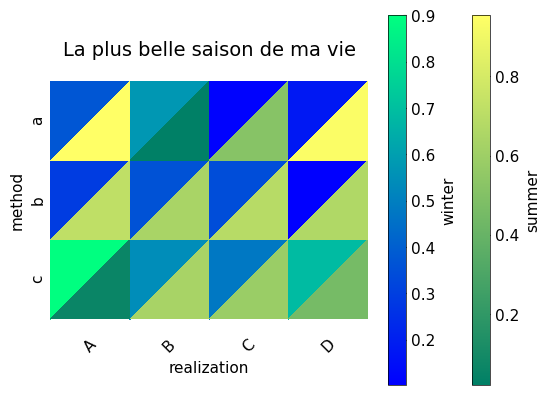 La plus belle saison de ma vie
method
a
b
c
A
B
C
D
realization
0.9
0.8
0.7
0.6
0.5
0.4
0.3
0.2
winter
0.8
0.6
0.4
0.2
summer